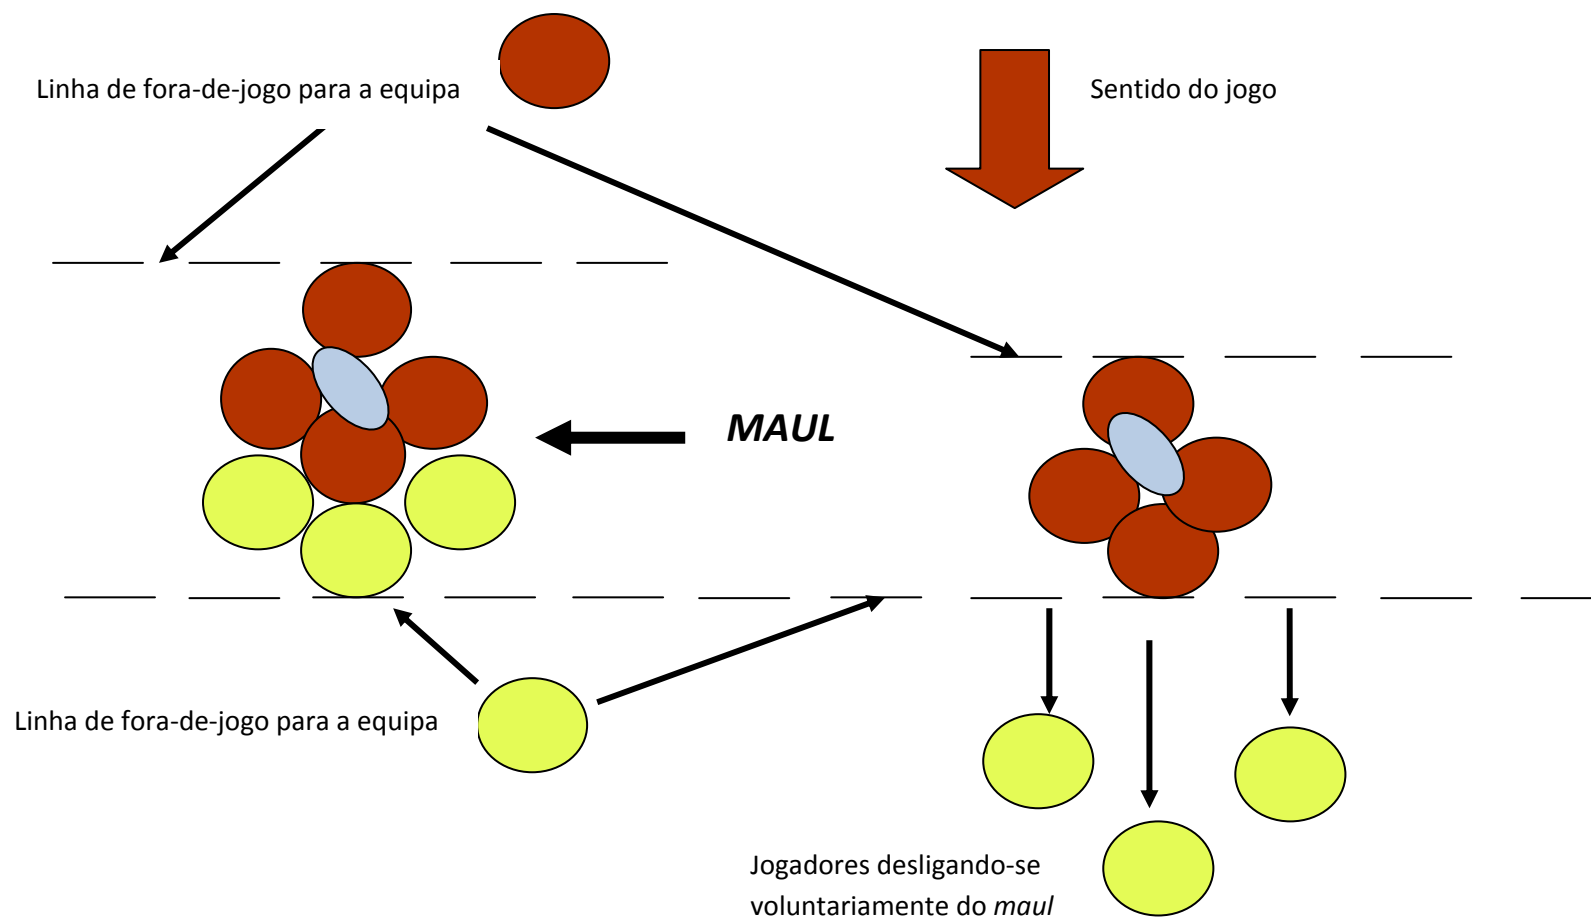 Linha de fora-de-jogo para a equipa
Sentido do jogo
MAUL
Linha de fora-de-jogo para a equipa
Jogadores desligando-se
voluntariamente do maul